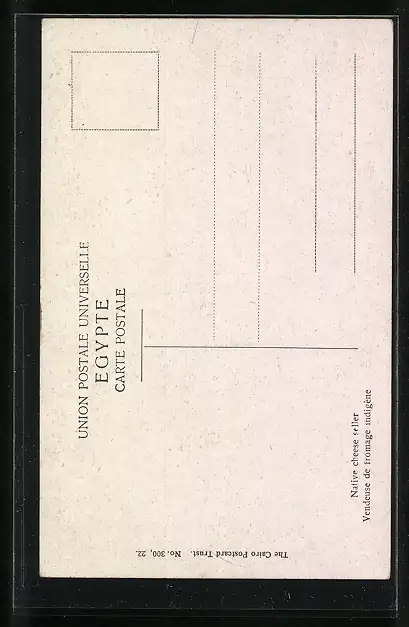 UNION POSTALE UNIVERSELLE
EGYPTE
CARTE POSTALE
Native cheese seller
Vendeuse de fromage indigène
The Cairo Postcard Trust. No. 300, 22.